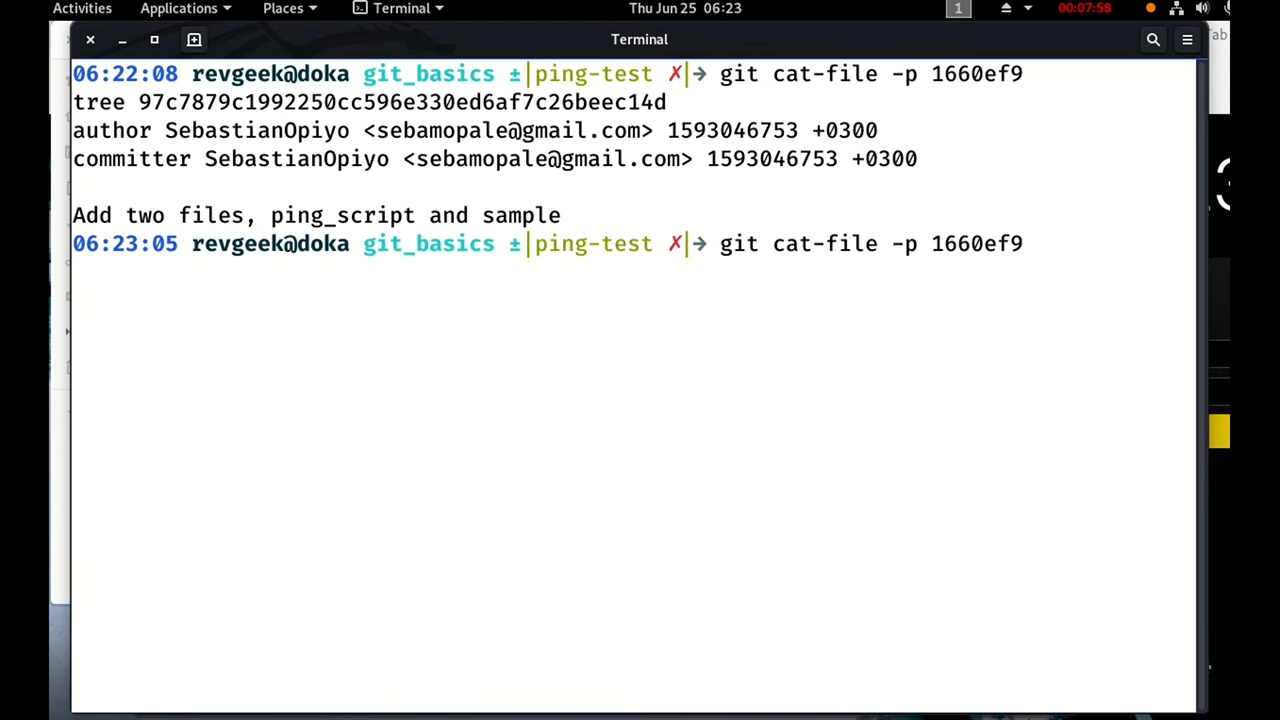 Activities Applications Places Terminal Thu Jun 25 06:23 1 00:07:58
Terminal
Tab
06:22:08 revgeek@doka git_basics ±|ping-test ✗|→ git cat-file -p 1660ef9
tree 97c7879c1992250cc596e330ed6af7c26beec14d
author SebastianOpiyo <sebamopale@gmail.com> 1593046753 +0300
committer SebastianOpiyo <sebamopale@gmail.com> 1593046753 +0300
Add two files, ping_script and sample
06:23:05 revgeek@doka git_basics ±|ping-test ✗|→ git cat-file -p 1660ef9